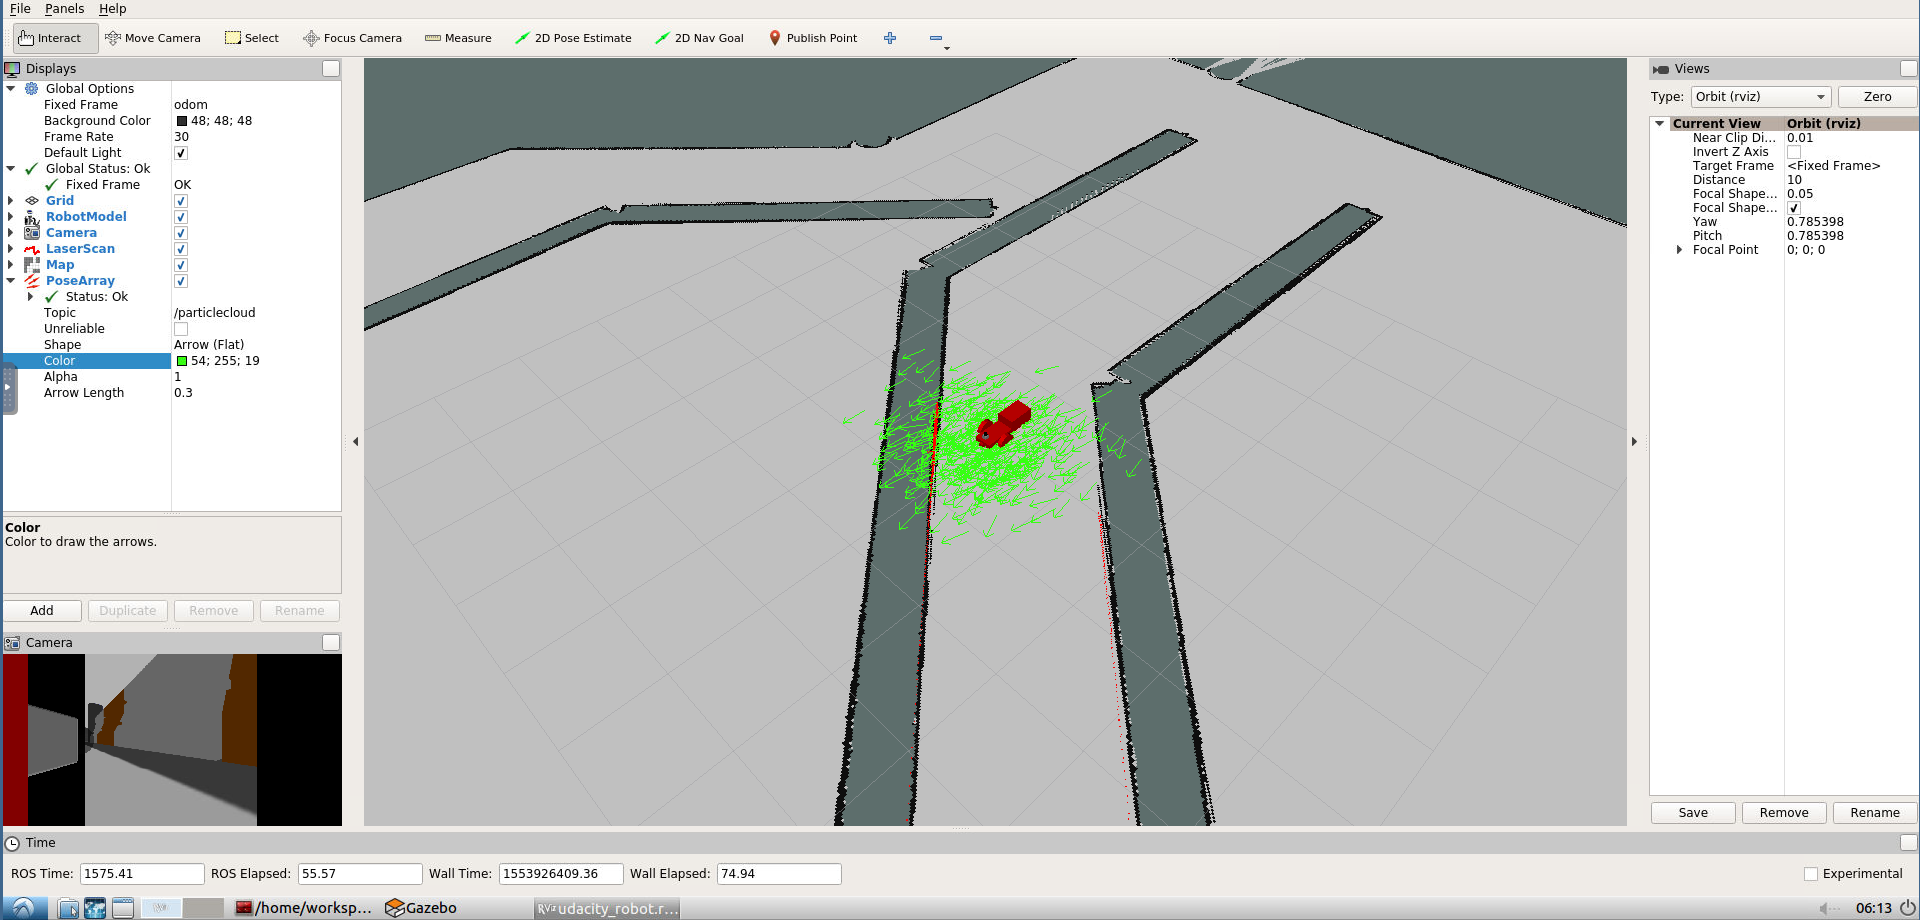 File Panels Help
Interact Move Camera Select Focus Camera Measure 2D Pose Estimate 2D Nav Goal Publish Point
Displays
Global Options
Fixed Frame odom
Background Color 48; 48; 48
Frame Rate 30
Default Light
Global Status: Ok
Fixed Frame OK
Grid
RobotModel
Camera
LaserScan
Map
PoseArray
Status: Ok
Topic /particlecloud
Unreliable
Shape Arrow (Flat)
Color 54; 255; 19
Alpha 1
Arrow Length 0.3
Color
Color to draw the arrows.
Add Duplicate Remove Rename
Camera
Views
Type: Orbit (rviz) Zero
Current View Orbit (rviz)
Near Clip Di... 0.01
Invert Z Axis
Target Frame <Fixed Frame>
Distance 10
Focal Shape... 0.05
Focal Shape...
Yaw 0.785398
Pitch 0.785398
Focal Point 0; 0; 0
Save Remove Rename
Time
ROS Time: 1575.41 ROS Elapsed: 55.57 Wall Time: 1553926409.36 Wall Elapsed: 74.94 Experimental
/home/worksp... Gazebo udacity_robot.r... 06:13